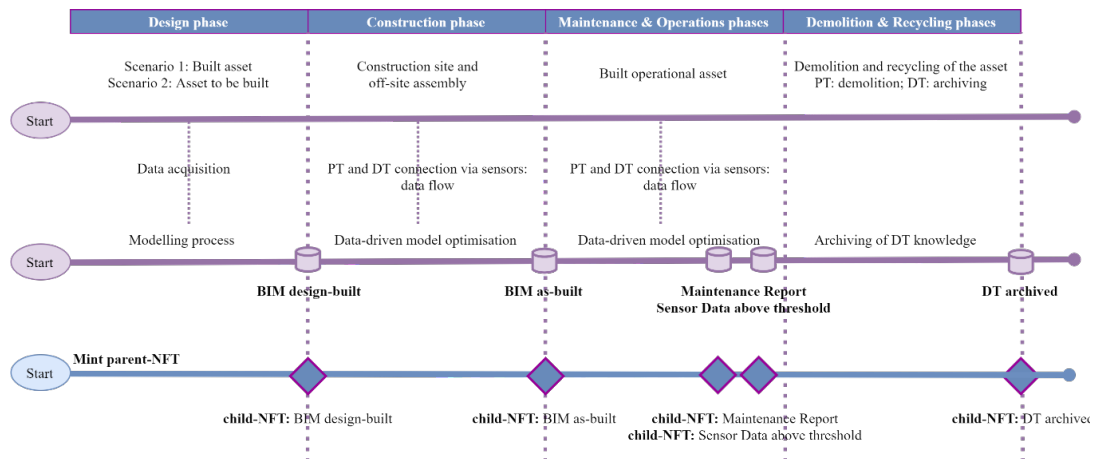 Design phase
Construction phase
Maintenance & Operations phases
Demolition & Recycling phases
Scenario 1: Built asset
Scenario 2: Asset to be built
Construction site and
off-site assembly
Built operational asset
Demolition and recycling of the asset
PT: demolition; DT: archiving
Start
Data acquisition
PT and DT connection via sensors:
data flow
PT and DT connection via sensors:
data flow
Start
Modelling process
Data-driven model optimisation
Data-driven model optimisation
Archiving of DT knowledge
BIM design-built
BIM as-built
Maintenance Report
Sensor Data above threshold
DT archived
Mint parent-NFT
Start
child-NFT: BIM design-built
child-NFT: BIM as-built
child-NFT: Maintenance Report
child-NFT: Sensor Data above threshold
child-NFT: DT archived